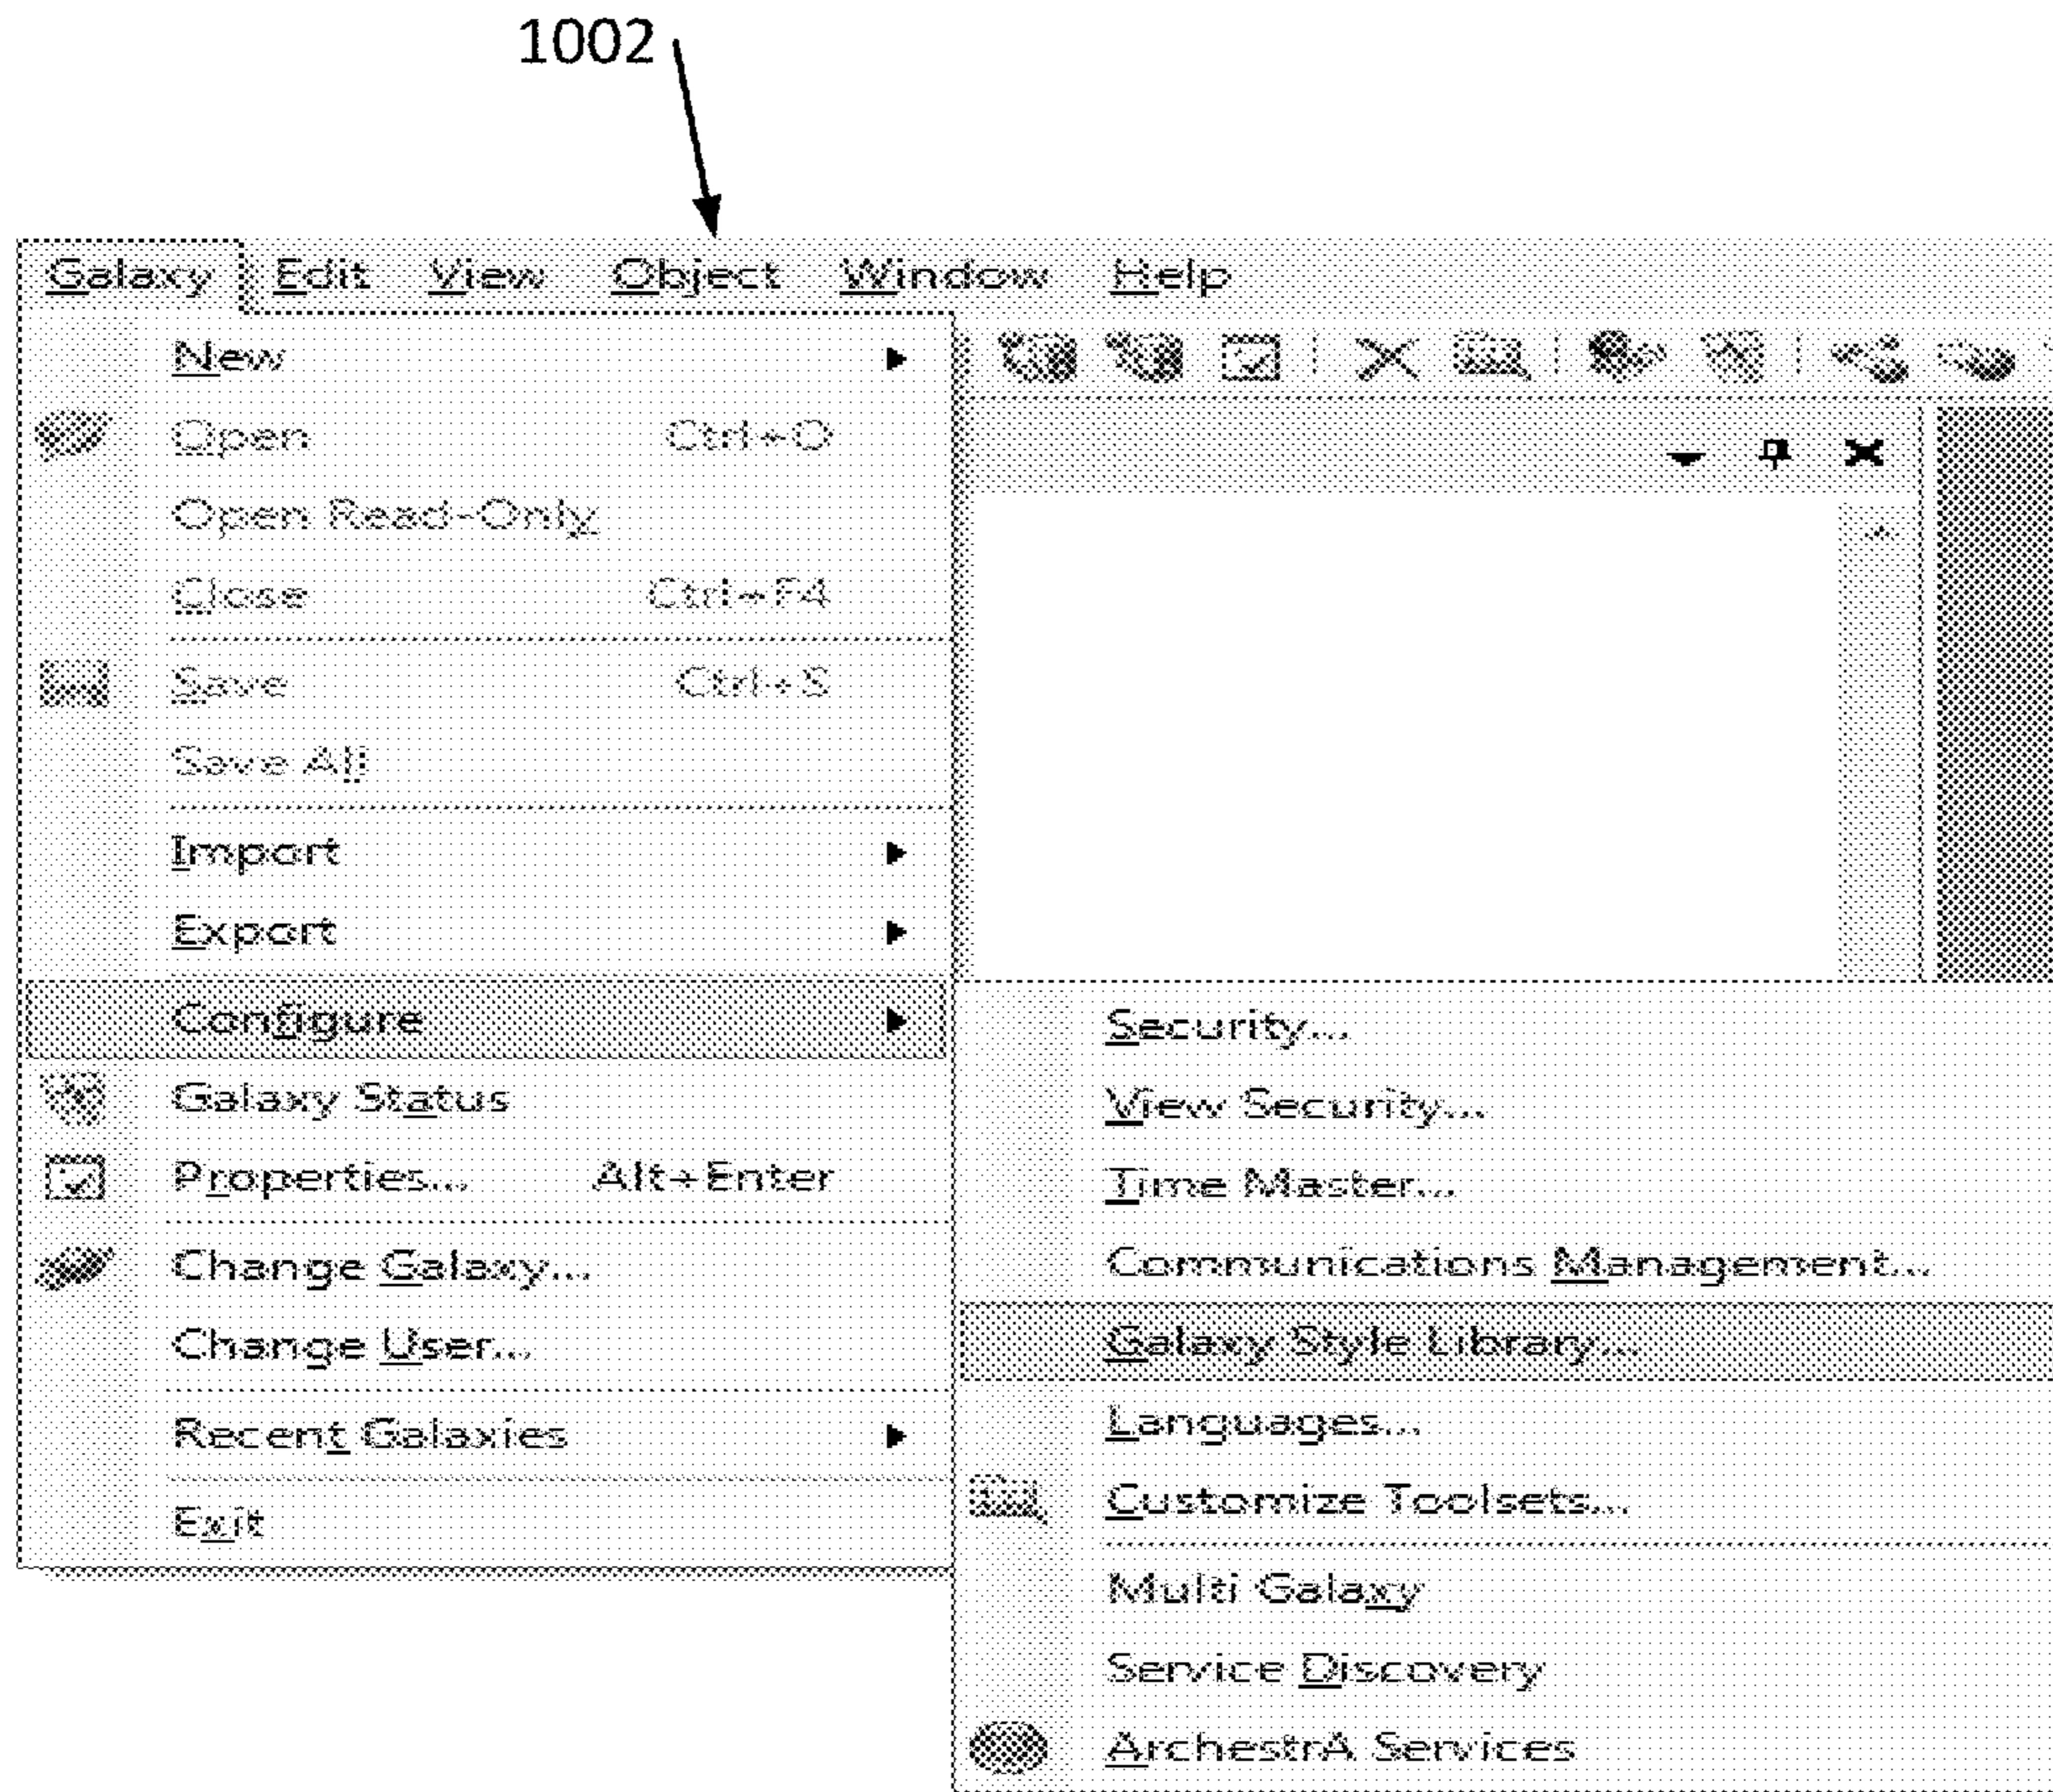 1002
Galaxy Edit View Object Window Help
New
Open Ctrl+O
Open Read-Only
Close Ctrl+F4
Save Ctrl+S
Save All
Import
Export
Configure
Galaxy Status
Properties... Alt+Enter
Change Galaxy...
Change User...
Recent Galaxies
Exit
Security...
View Security...
Time Master...
Communications Management...
Galaxy Style Library...
Languages...
Customize Toolsets...
Multi Galaxy
Service Discovery
ArchestrA Services